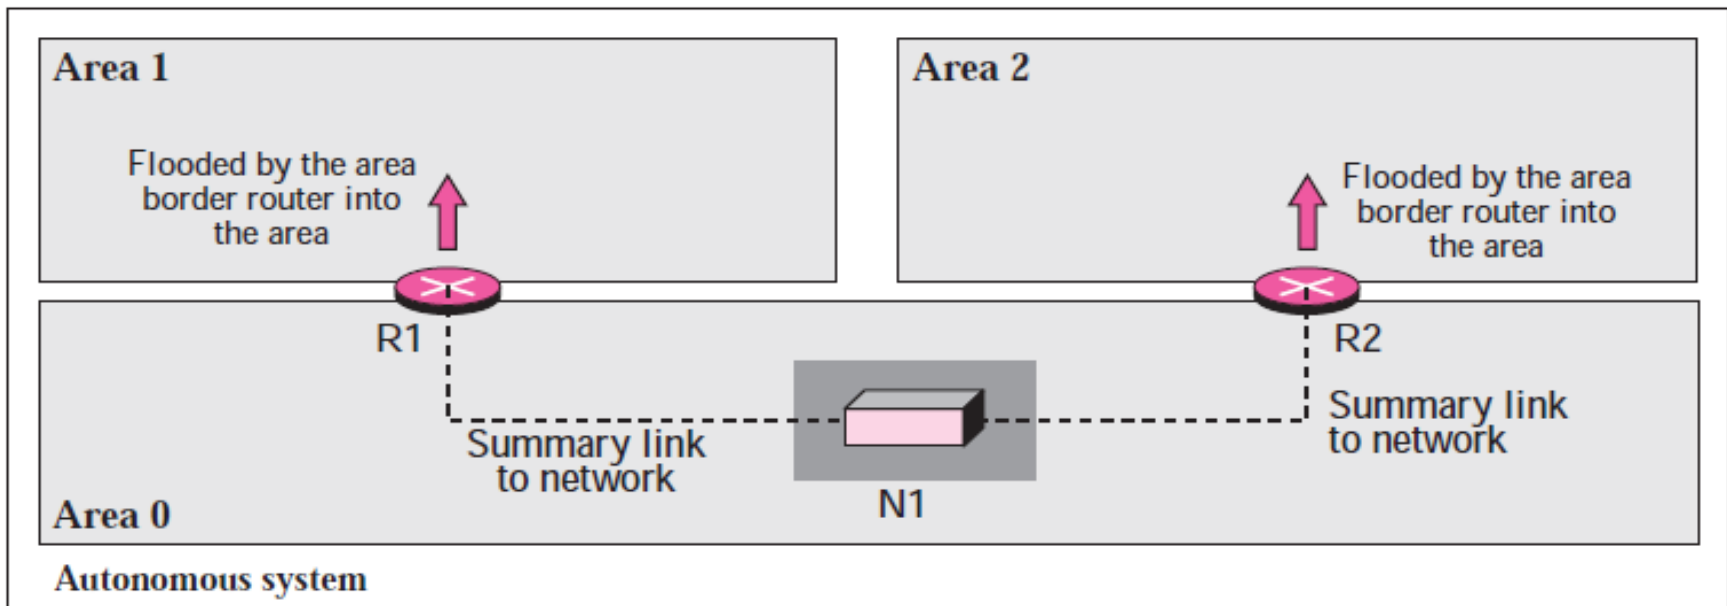 Area 1
Flooded by the area
border router into
the area
Area 2
Flooded by the area
border router into
the area
R1
R2
Summary link
to network
N1
Summary link
to network
Area 0
Autonomous system